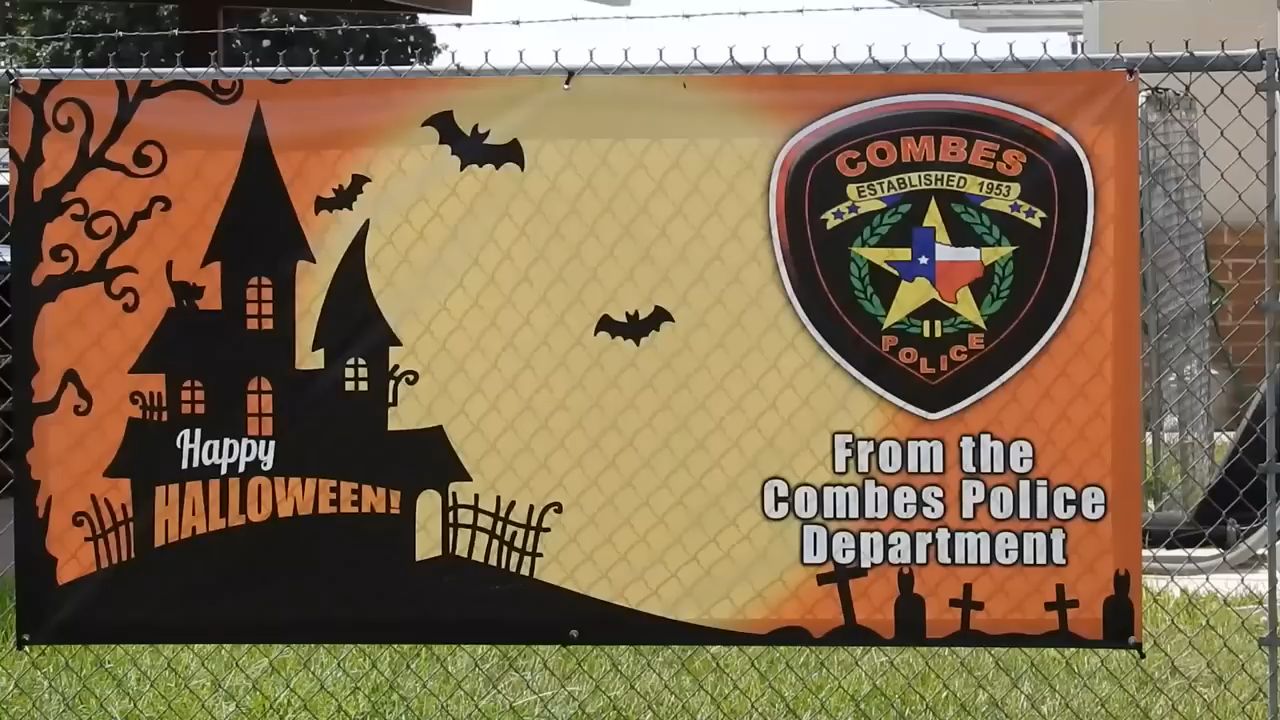 Happy
HALLOWEEN!
COMBES
ESTABLISHED 1953
POLICE
From the
Combes Police
Department